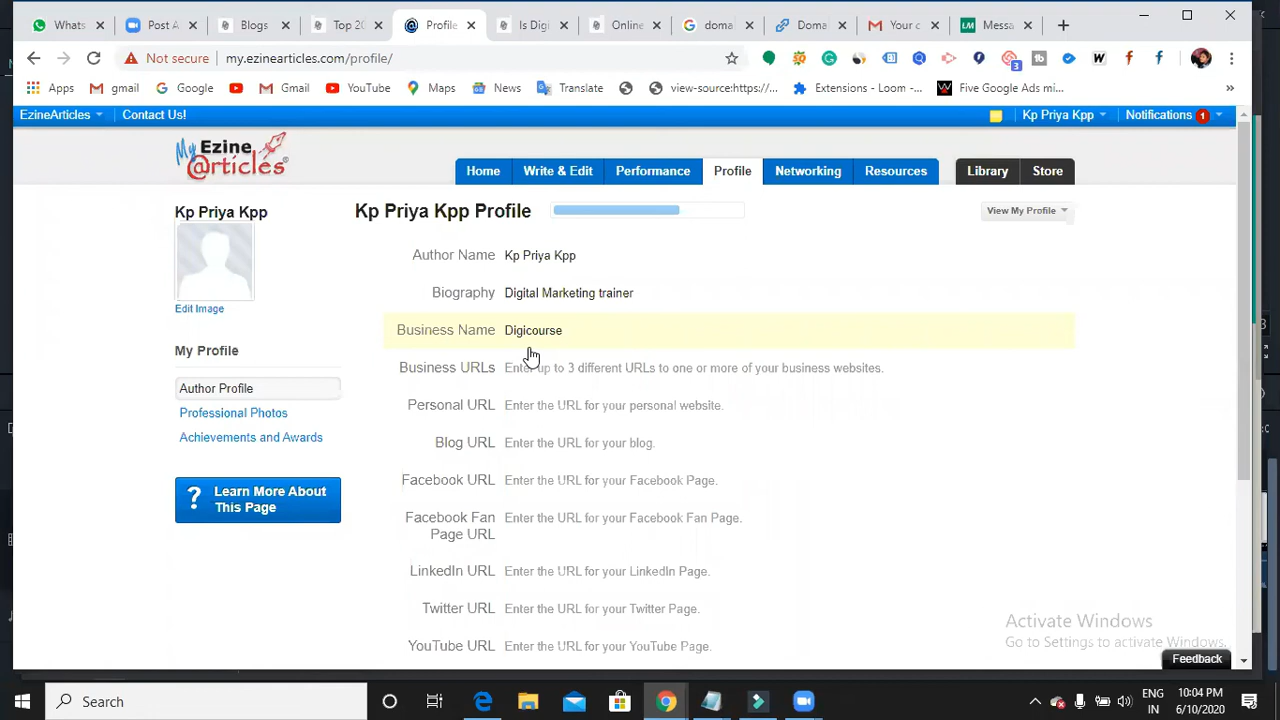 Whats
Post A
Blogs
Top 20
Profile
Is Dig
Online
doma
Doma
Your c
Messa
Not secure
my.ezinearticles.com/profile/
3
Apps
gmail
Google
Gmail
YouTube
Maps
News
Translate
view-source:https://...
Extensions - Loom -...
Five Google Ads mi...
EzineArticles
Contact Us!
Kp Priya Kpp
Notifications 1
My Ezine @rticles
Home
Write & Edit
Performance
Profile
Networking
Resources
Library
Store
Kp Priya Kpp
Kp Priya Kpp Profile
View My Profile
Edit Image
My Profile
Author Profile
Professional Photos
Achievements and Awards
? Learn More About
This Page
Author Name Kp Priya Kpp
Biography Digital Marketing trainer
Business Name Digicourse
Business URLs Enter up to 3 different URLs to one or more of your business websites.
Personal URL Enter the URL for your personal website.
Blog URL Enter the URL for your blog.
Facebook URL Enter the URL for your Facebook Page.
Facebook Fan Enter the URL for your Facebook Fan Page.
Page URL
LinkedIn URL Enter the URL for your LinkedIn Page.
Twitter URL Enter the URL for your Twitter Page.
YouTube URL Enter the URL for your YouTube Page.
Activate Windows
Go to Settings to activate Windows.
Feedback
Search
ENG
IN
10:04 PM
6/10/2020